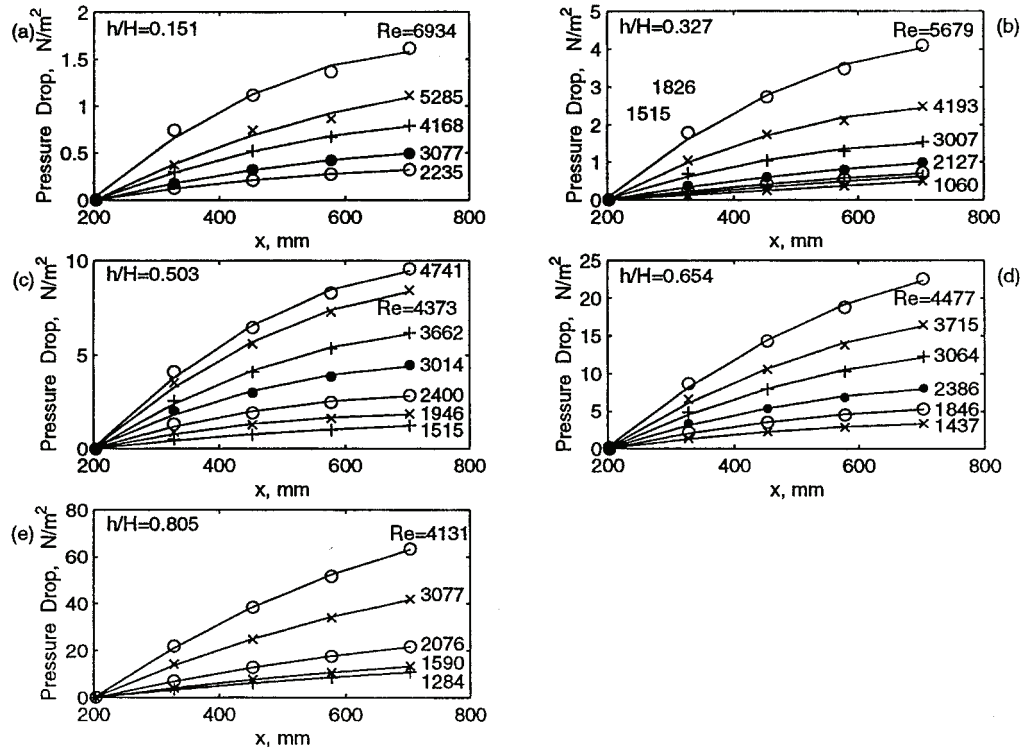 (a)
Pressure Drop, N/m²
2
1.5
1
0.5
0
h/H=0.151
Re=6934
5285
4168
3077
2235
200 400 600 800
x, mm
(b)
Pressure Drop, N/m²
5
4
3
2
1
0
h/H=0.327
Re=5679
1826
1515
4193
3007
2127
1060
200 400 600 800
x, mm
(c)
Pressure Drop, N/m²
10
5
0
h/H=0.503
4741
Re=4373
3662
3014
2400
1946
1515
200 400 600 800
x, mm
(d)
Pressure Drop, N/m²
25
20
15
10
5
0
h/H=0.654
Re=4477
3715
3064
2386
1846
1437
200 400 600 800
x, mm
(e)
Pressure Drop, N/m²
80
60
40
20
0
h/H=0.805
Re=4131
3077
2076
1590
1284
200 400 600 800
x, mm